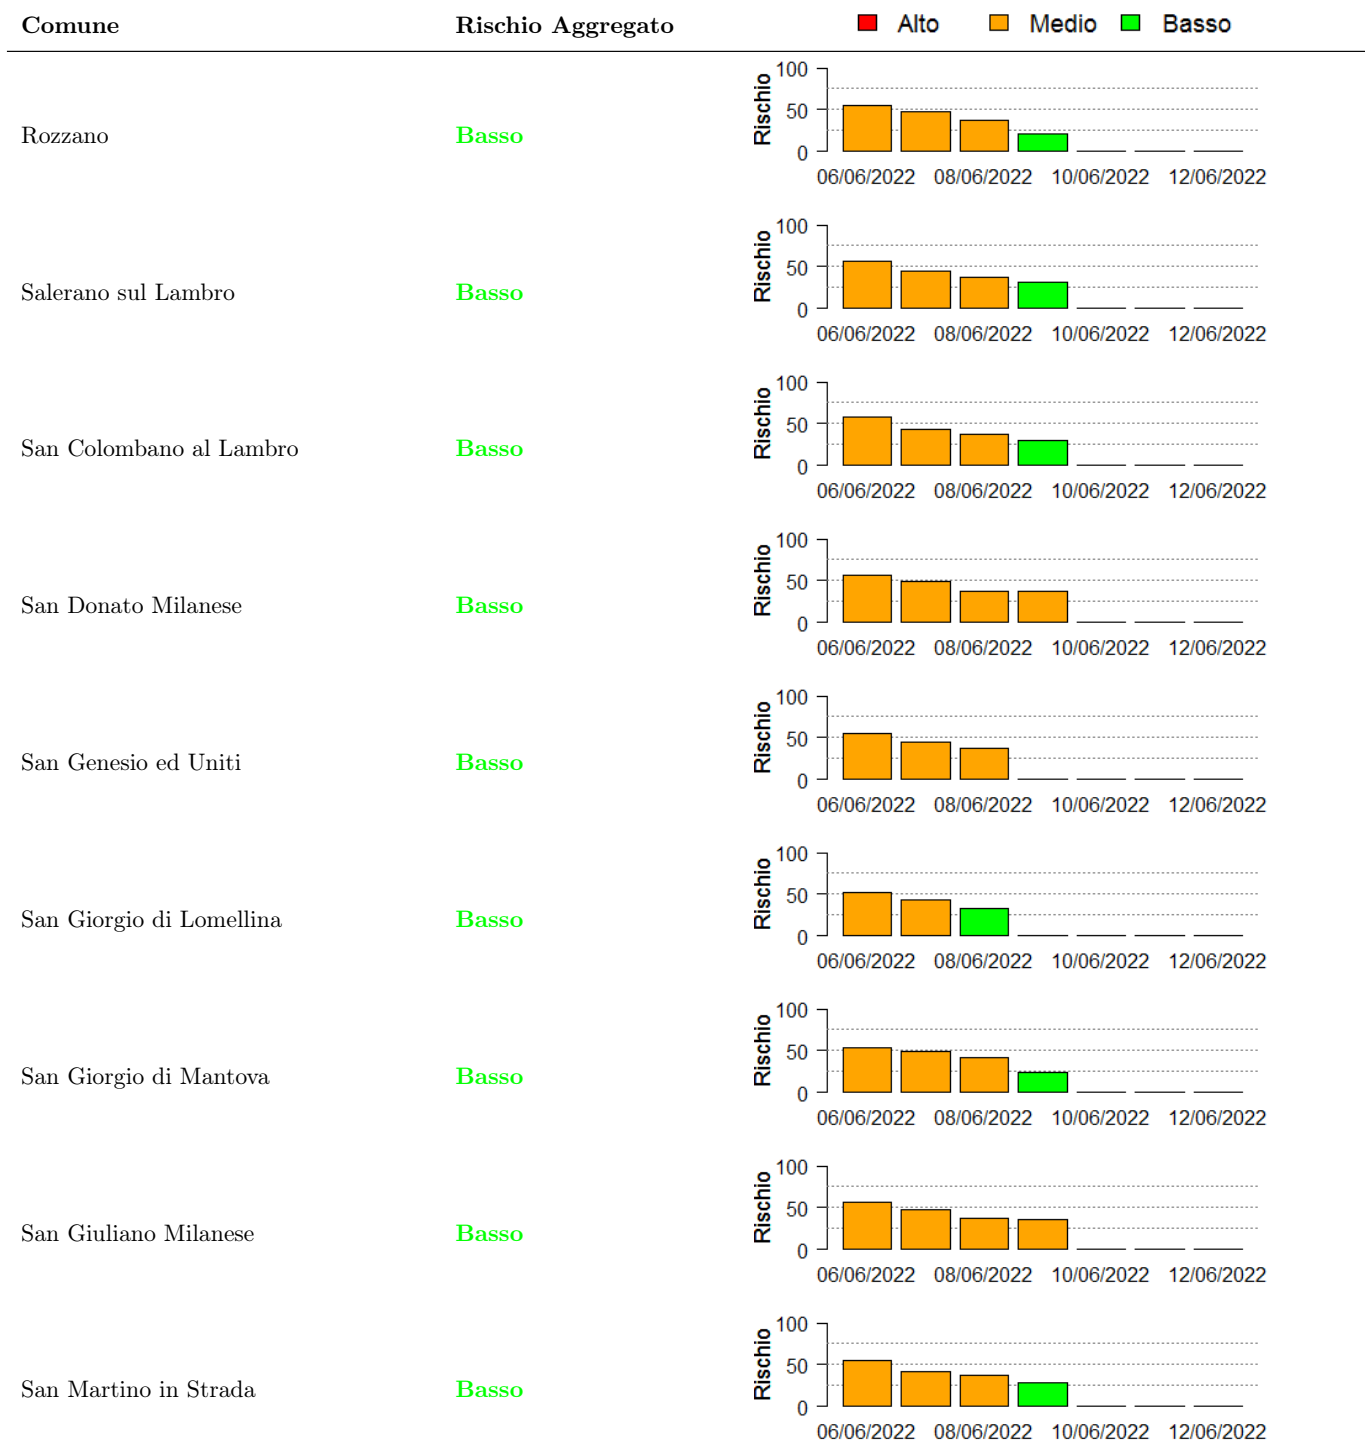 Comune Rischio Aggregato Alto Medio Basso
100
50
0
Rischio
Rozzano Basso
06/06/2022 08/06/2022 10/06/2022 12/06/2022
100
50
0
Rischio
Salerano sul Lambro Basso
06/06/2022 08/06/2022 10/06/2022 12/06/2022
100
50
0
Rischio
San Colombano al Lambro Basso
06/06/2022 08/06/2022 10/06/2022 12/06/2022
100
50
0
Rischio
San Donato Milanese Basso
06/06/2022 08/06/2022 10/06/2022 12/06/2022
100
50
0
Rischio
San Genesio ed Uniti Basso
06/06/2022 08/06/2022 10/06/2022 12/06/2022
100
50
0
Rischio
San Giorgio di Lomellina Basso
06/06/2022 08/06/2022 10/06/2022 12/06/2022
100
50
0
Rischio
San Giorgio di Mantova Basso
06/06/2022 08/06/2022 10/06/2022 12/06/2022
100
50
0
Rischio
San Giuliano Milanese Basso
06/06/2022 08/06/2022 10/06/2022 12/06/2022
100
50
0
Rischio
San Martino in Strada Basso
06/06/2022 08/06/2022 10/06/2022 12/06/2022